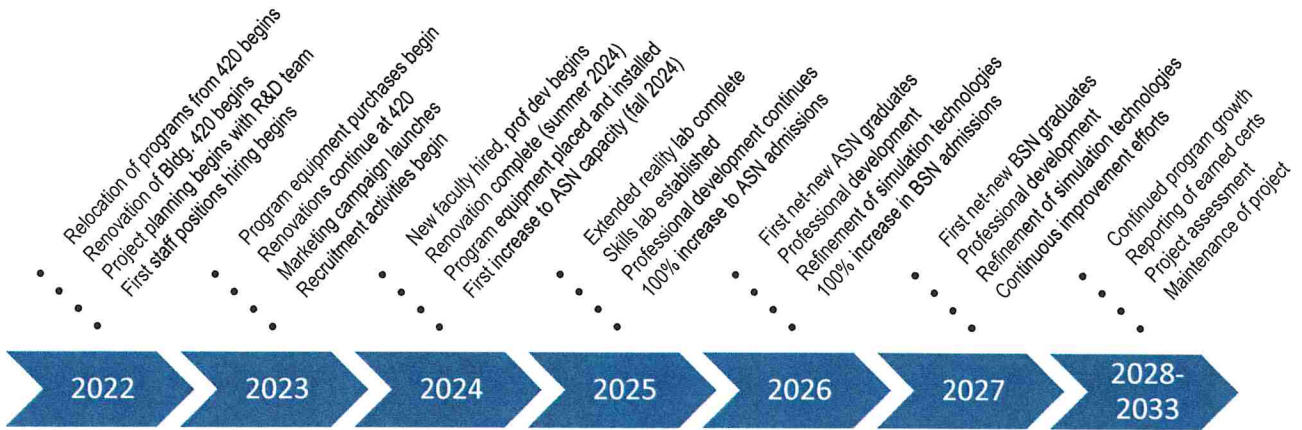 Relocation of programs from 420 begins
Renovation of Bldg. 420 begins
Project planning begins with R&D team
First staff positions hiring begins
Program equipment purchases begin
Renovations continue at 420
Marketing campaign launches
Recruitment activities begin
New faculty hired, prof dev begins
Renovation complete (summer 2024)
Program equipment placed and installed
First increase to ASN capacity (fall 2024)
Extended reality lab complete
Skills lab established
Professional development continues
100% increase to ASN admissions
First net-new ASN graduates
Professional development
Refinement of simulation technologies
100% increase in BSN admissions
First net-new BSN graduates
Professional development
Refinement of simulation technologies
Continuous improvement efforts
Continued program growth
Reporting of earned certs
Project assessment
Maintenance of project
2022
2023
2024
2025
2026
2027
2028-
2033